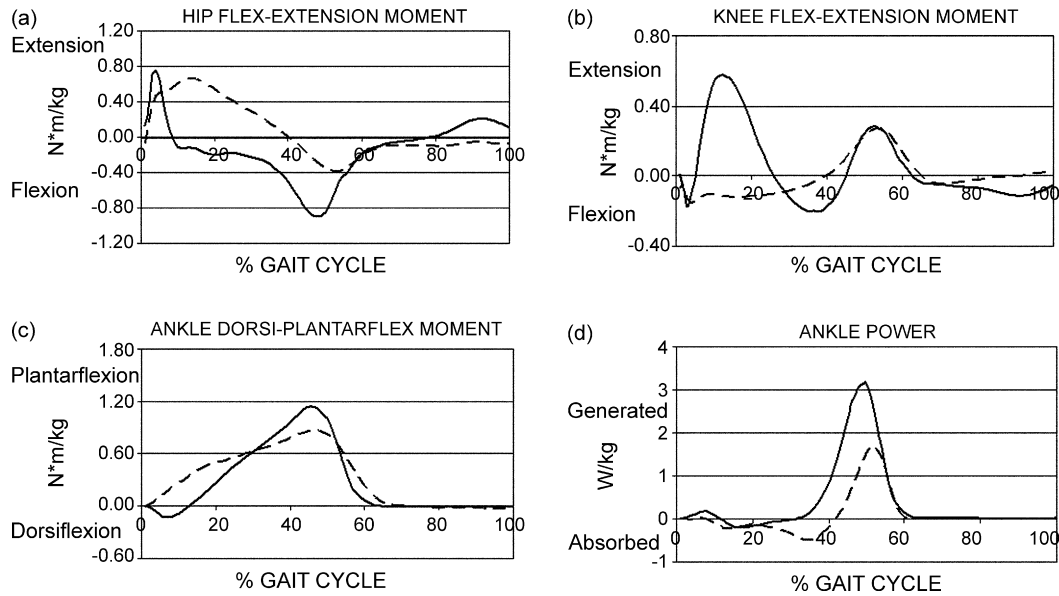 (a) HIP FLEX-EXTENSION MOMENT
1.20
Extension
0.80
0.40
0.00
-0.40
-0.80
-1.20
N*m/kg
Flexion
0 20 40 60 80 100
% GAIT CYCLE
(b) KNEE FLEX-EXTENSION MOMENT
0.80
Extension
0.40
0.00
-0.40
N*m/kg
Flexion
0 20 40 60 80 100
% GAIT CYCLE
(c) ANKLE DORSI-PLANTARFLEX MOMENT
1.80
Plantarflexion
1.20
0.60
0.00
-0.60
N*m/kg
Dorsiflexion
0 20 40 60 80 100
% GAIT CYCLE
(d) ANKLE POWER
4
3
Generated
2
1
0
-1
W/kg
Absorbed
0 20 40 60 80 100
% GAIT CYCLE